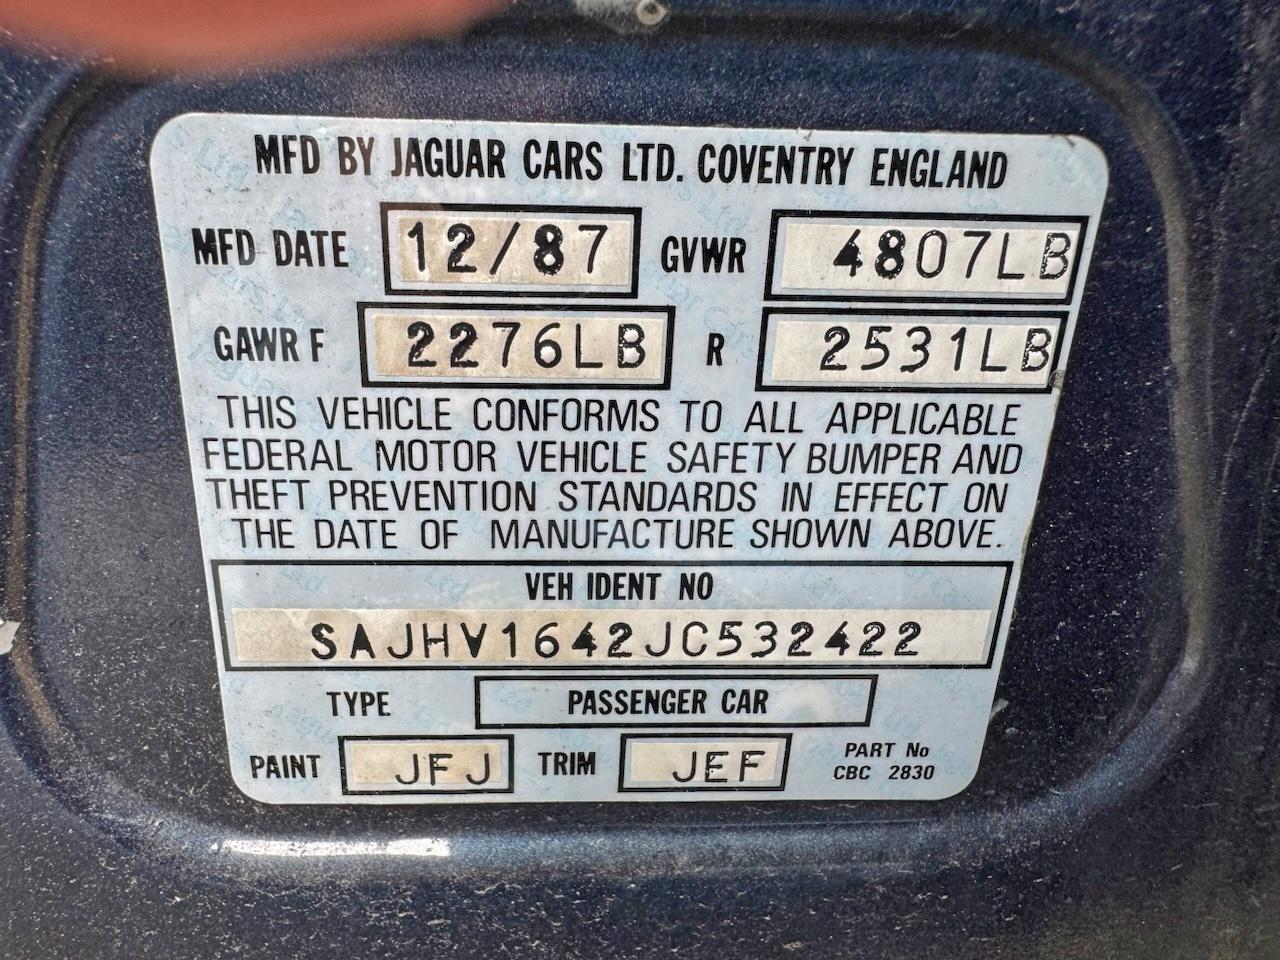 MFD BY JAGUAR CARS LTD. COVENTRY ENGLAND
MFD DATE 12/87 GVWR 4807LB
GAWR F 2276LB R 2531LB
THIS VEHICLE CONFORMS TO ALL APPLICABLE
FEDERAL MOTOR VEHICLE SAFETY BUMPER AND
THEFT PREVENTION STANDARDS IN EFFECT ON
THE DATE OF MANUFACTURE SHOWN ABOVE.
VEH IDENT NO
SAJHV1642JC532422
TYPE PASSENGER CAR
PAINT JFJ TRIM JEF PART No
CBC 2830